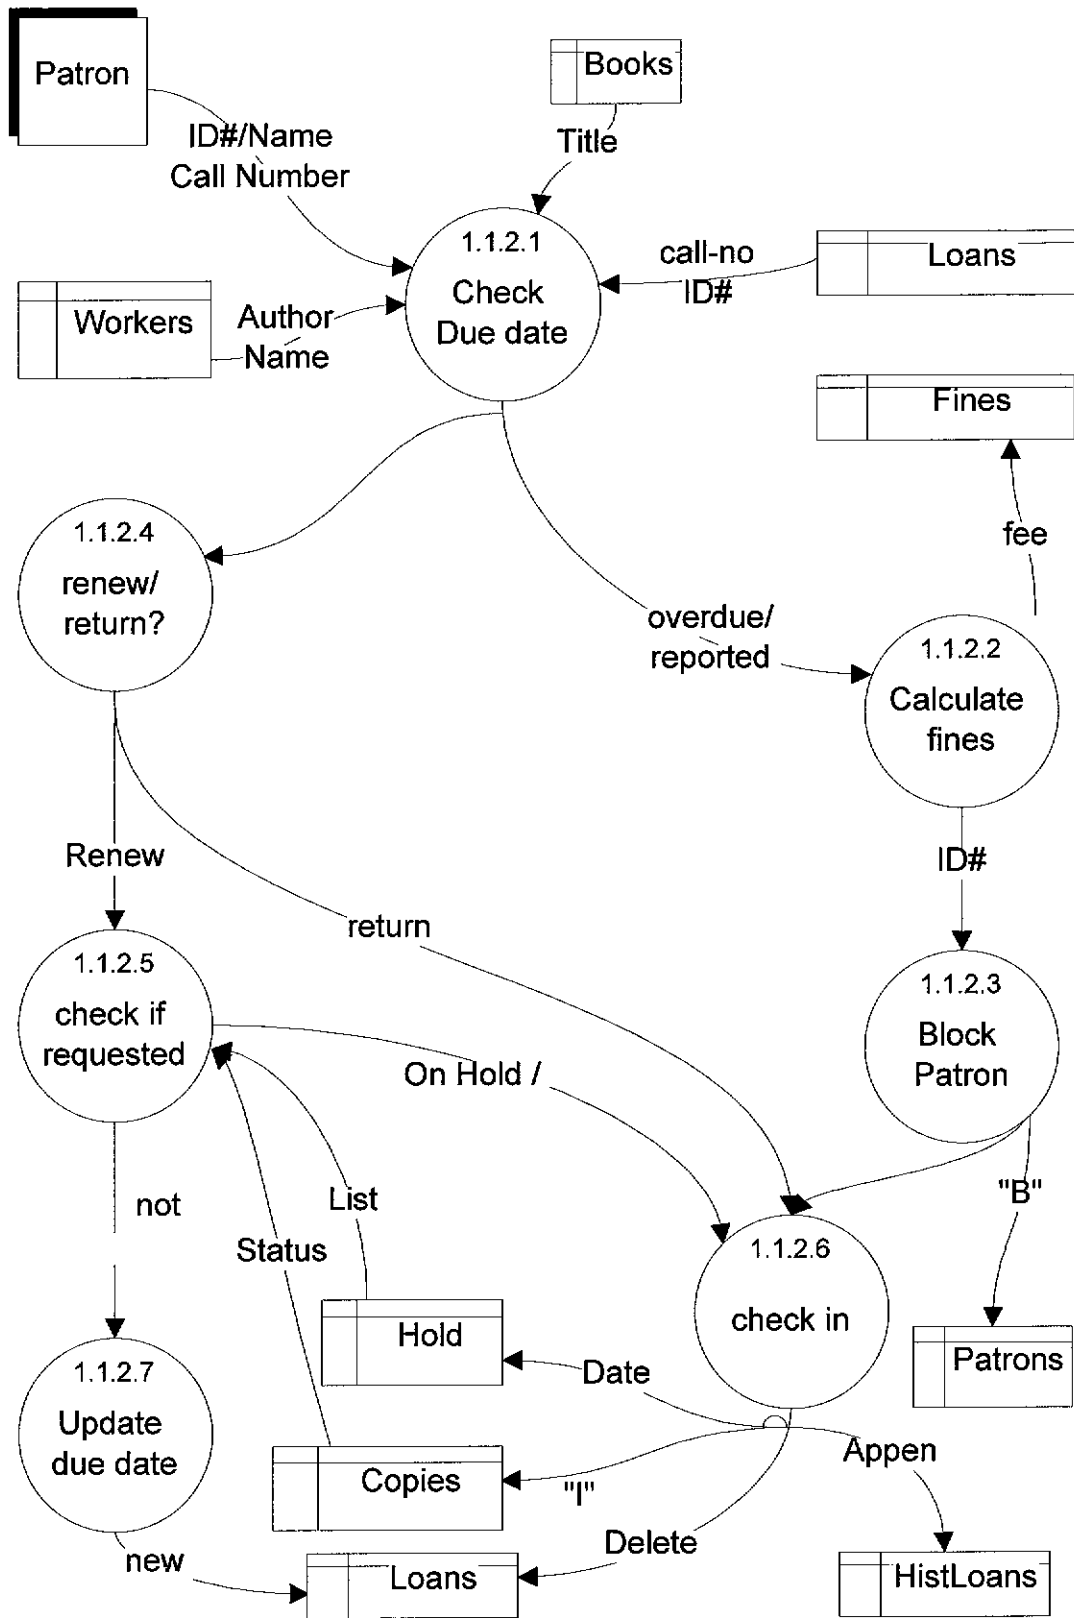 Patron
Books
ID#/Name
Call Number
Title
1.1.2.1
Check
Due date
call-no
ID#
Loans
Workers
Author
Name
Fines
fee
1.1.2.4
renew/
return?
overdue/
reported
1.1.2.2
Calculate
fines
Renew
return
ID#
1.1.2.5
check if
requested
On Hold /
1.1.2.3
Block
Patron
not
List
Status
"B"
1.1.2.6
check in
Hold
Date
Patrons
1.1.2.7
Update
due date
Copies
"I"
Appen
new
Loans
Delete
HistLoans